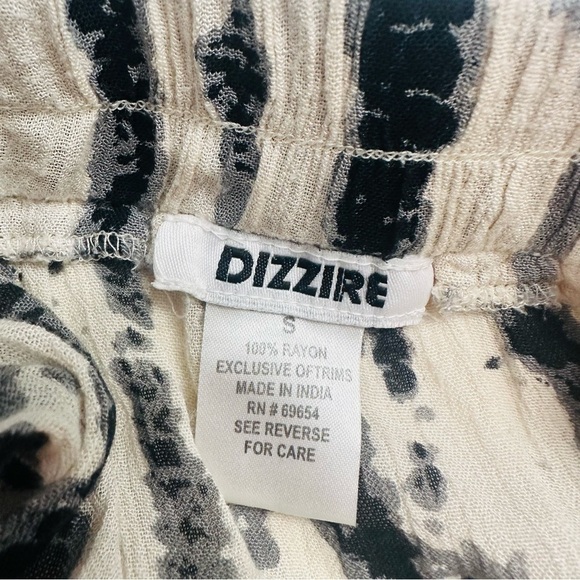 DIZZIRE
S
100% RAYON
EXCLUSIVE OFTRIMS
MADE IN INDIA
RN # 69654
SEE REVERSE
FOR CARE